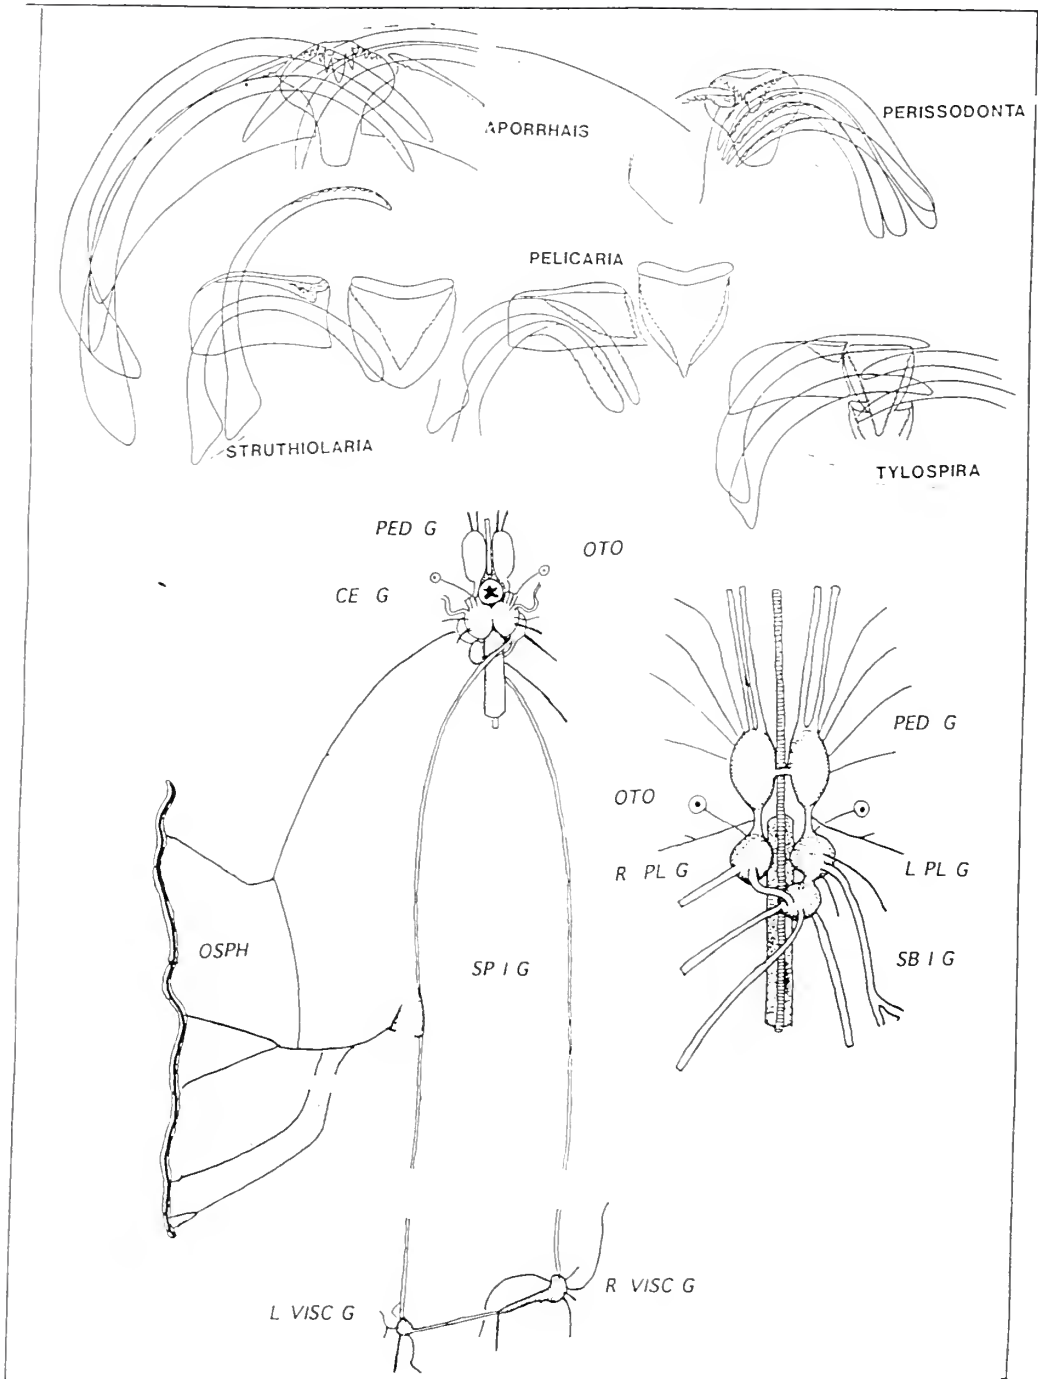 APORRHAIS
PERISSODONTA
PELICARIA
STRUTHIOLARIA
TYLOSPIRA
PED G
OTO
CE G
PED G
OTO
R PL G
L PL G
OSPH
SP I G
SB I G
L VISC G
R VISC G